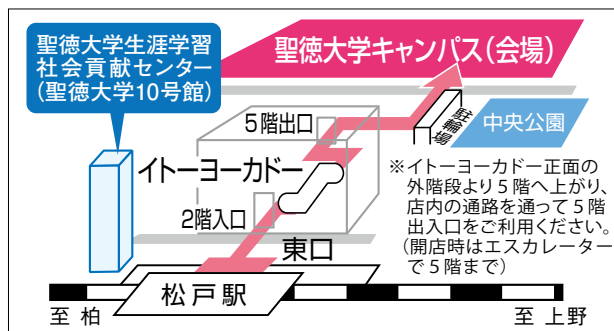 聖徳大学生涯学習
社会貢献センター
(聖徳大学10号館)
聖徳大学キャンパス(会場)
5階出口
駐輪場
中央公園
イトーヨーカドー
2階入口
※イトーヨーカドー正面の
外階段より5階へ上がり、
店内の通路を通って5階
出入口をご利用ください。
(開店時はエスカレーター
で5階まで)
東口
松戸駅
至 柏
至 上野